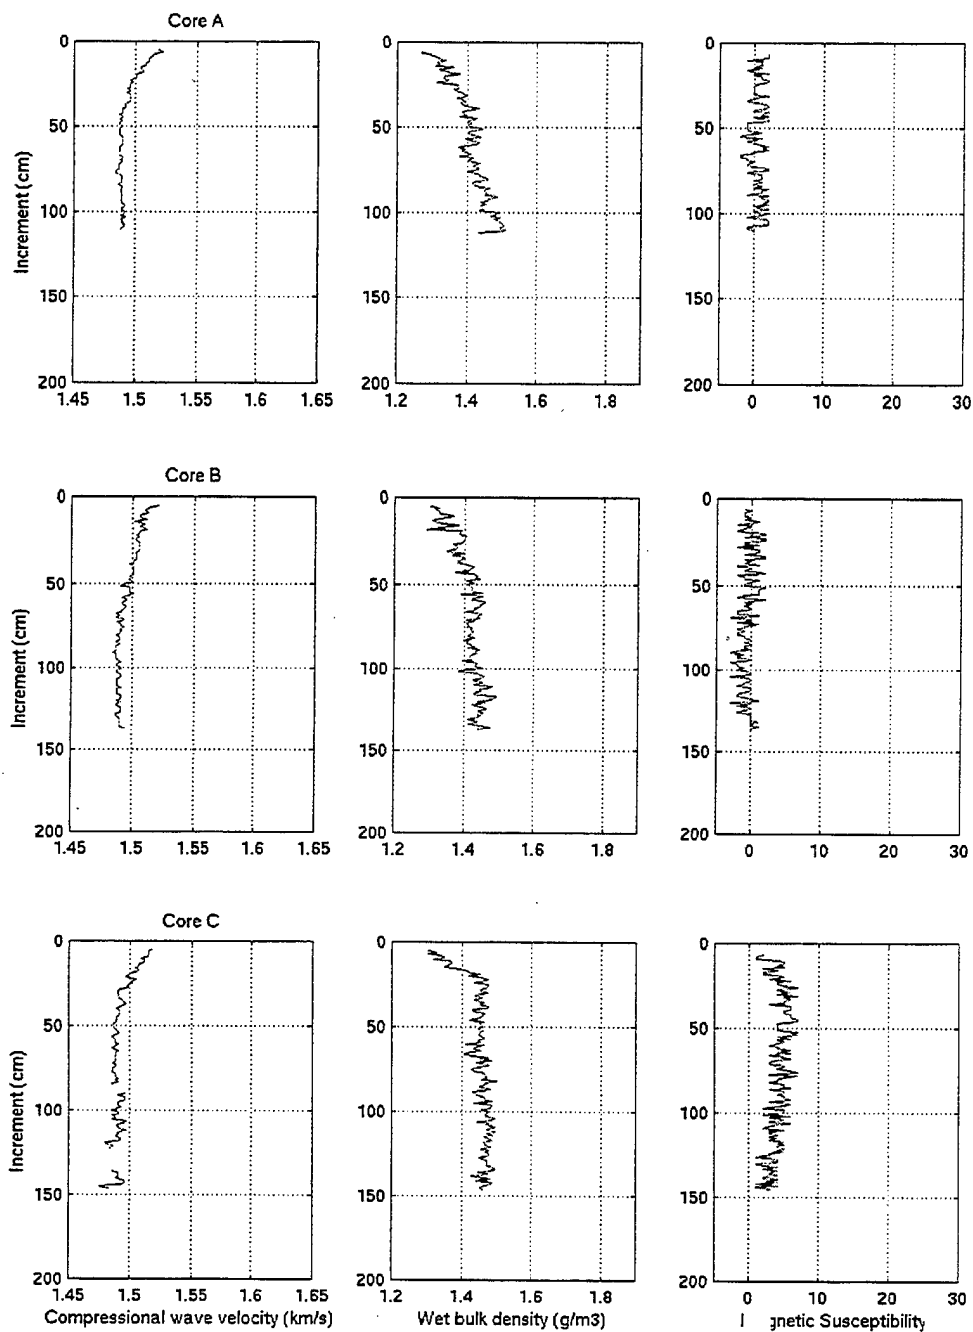 Core A
0
50
100
150
200
Increment (cm)
1.45 1.5 1.55 1.6 1.65
0
50
100
150
200
1.2 1.4 1.6 1.8
0
50
100
150
200
0 10 20 30
Core B
0
50
100
150
200
Increment (cm)
1.45 1.5 1.55 1.6 1.65
0
50
100
150
200
1.2 1.4 1.6 1.8
0
50
100
150
200
0 10 20 30
Core C
0
50
100
150
200
Increment (cm)
1.45 1.5 1.55 1.6 1.65
Compressional wave velocity (km/s)
0
50
100
150
200
1.2 1.4 1.6 1.8
Wet bulk density (g/m3)
0
50
100
150
200
0 10 20 30
gnetic Susceptibility